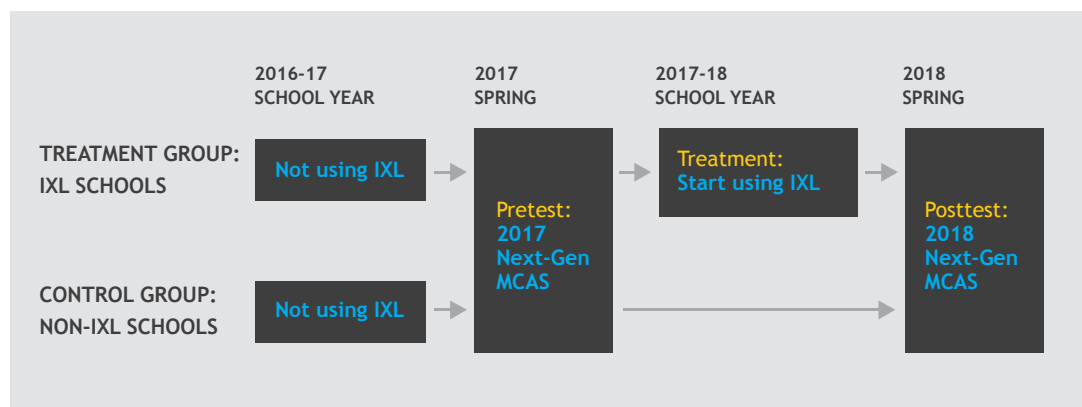 2016-17
SCHOOL YEAR
2017
SPRING
2017-18
SCHOOL YEAR
2018
SPRING
TREATMENT GROUP:
IXL SCHOOLS
Not using IXL
Pretest:
2017
Next-Gen
MCAS
Treatment:
Start using IXL
Posttest:
2018
Next-Gen
MCAS
CONTROL GROUP:
NON-IXL SCHOOLS
Not using IXL